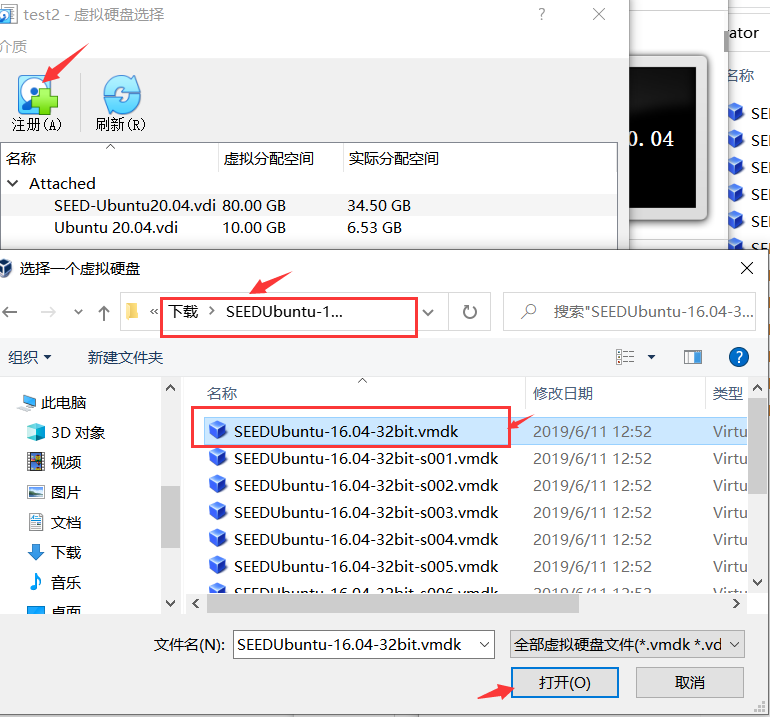 test2 - 虚拟硬盘选择
介质
ator
注册(A)
刷新(R)
名称
0.04
名称 虚拟分配空间 实际分配空间
Attached
SEED-Ubuntu20.04.vdi 80.00 GB 34.50 GB
Ubuntu 20.04.vdi 10.00 GB 6.53 GB
SEE
SEE
SEE
SEE
SEE
选择一个虚拟硬盘
« 下载 > SEEDUbuntu-1...
搜索"SEEDUbuntu-16.04-3...
组织 新建文件夹
名称 修改日期 类型
此电脑
3D 对象
视频
图片
文档
下载
音乐
桌面
SEEDUbuntu-16.04-32bit.vmdk 2019/6/11 12:52 Virtu
SEEDUbuntu-16.04-32bit-s001.vmdk 2019/6/11 12:52 Virtu
SEEDUbuntu-16.04-32bit-s002.vmdk 2019/6/11 12:52 Virtu
SEEDUbuntu-16.04-32bit-s003.vmdk 2019/6/11 12:52 Virtu
SEEDUbuntu-16.04-32bit-s004.vmdk 2019/6/11 12:52 Virtu
SEEDUbuntu-16.04-32bit-s005.vmdk 2019/6/11 12:52 Virtu
SEEDUbuntu-16.04-32bit-s006.vmdk
文件名(N): SEEDUbuntu-16.04-32bit.vmdk
全部虚拟硬盘文件(*.vmdk *.vd
打开(O)
取消